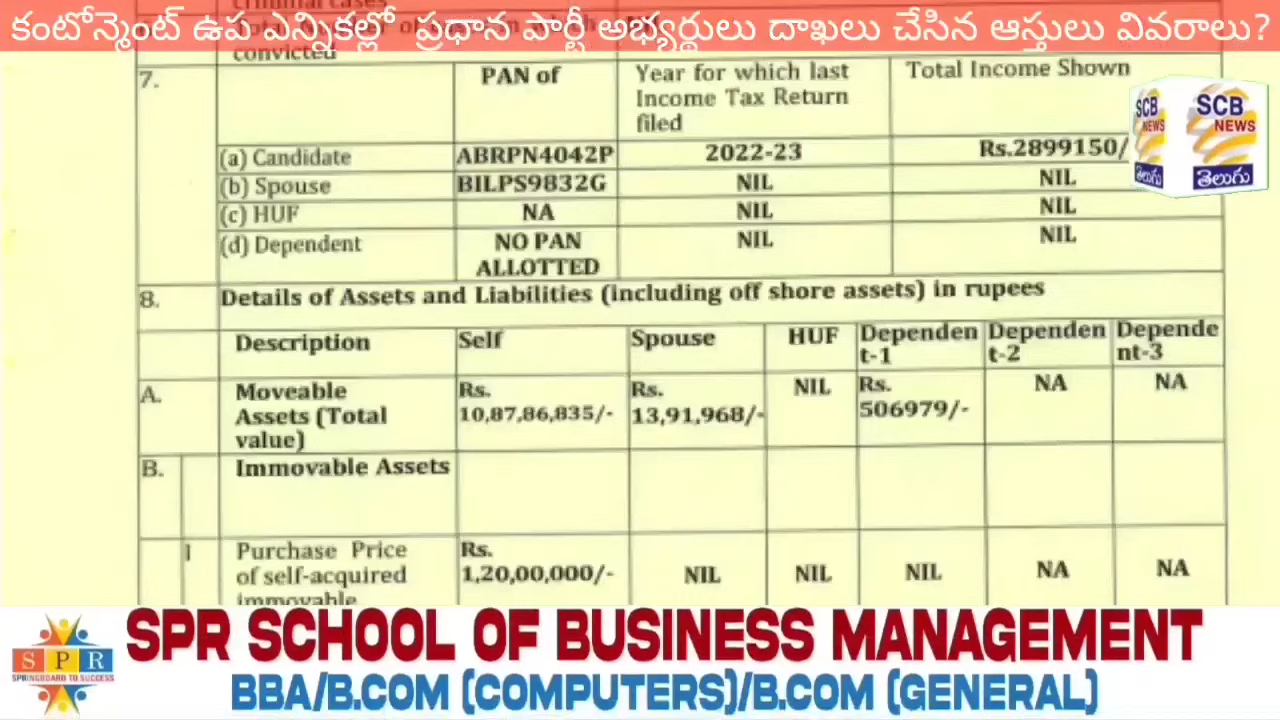 కంటోన్మెంట్ ఉప ఎన్నికల్లో ప్రధాన పార్టీ అభ్యర్థులు దాఖలు చేసిన ఆస్తులు వివరాలు?
convicted
7. PAN of Year for which last Income Tax Return filed Total Income Shown
(a) Candidate ABRPN4042P 2022-23 Rs.2899150/
(b) Spouse BILPS9832G NIL NIL
(c) HUF NA NIL NIL
(d) Dependent NO PAN ALLOTTED NIL NIL
8. Details of Assets and Liabilities (including off shore assets) in rupees
Description Self Spouse HUF Dependen t-1 Dependen t-2 Depende nt-3
A. Moveable Assets (Total value) Rs. 10,87,86,835/- Rs. 13,91,968/- NIL Rs. 506979/- NA NA
B. Immovable Assets
I Purchase Price of self-acquired immovable Rs. 1,20,00,000/- NIL NIL NIL NA NA
SCB NEWS తెలుగు
SCB NEWS తెలుగు
SPR SPRINGBOARD TO SUCCESS
SPR SCHOOL OF BUSINESS MANAGEMENT
BBA/B.COM (COMPUTERS)/B.COM (GENERAL)